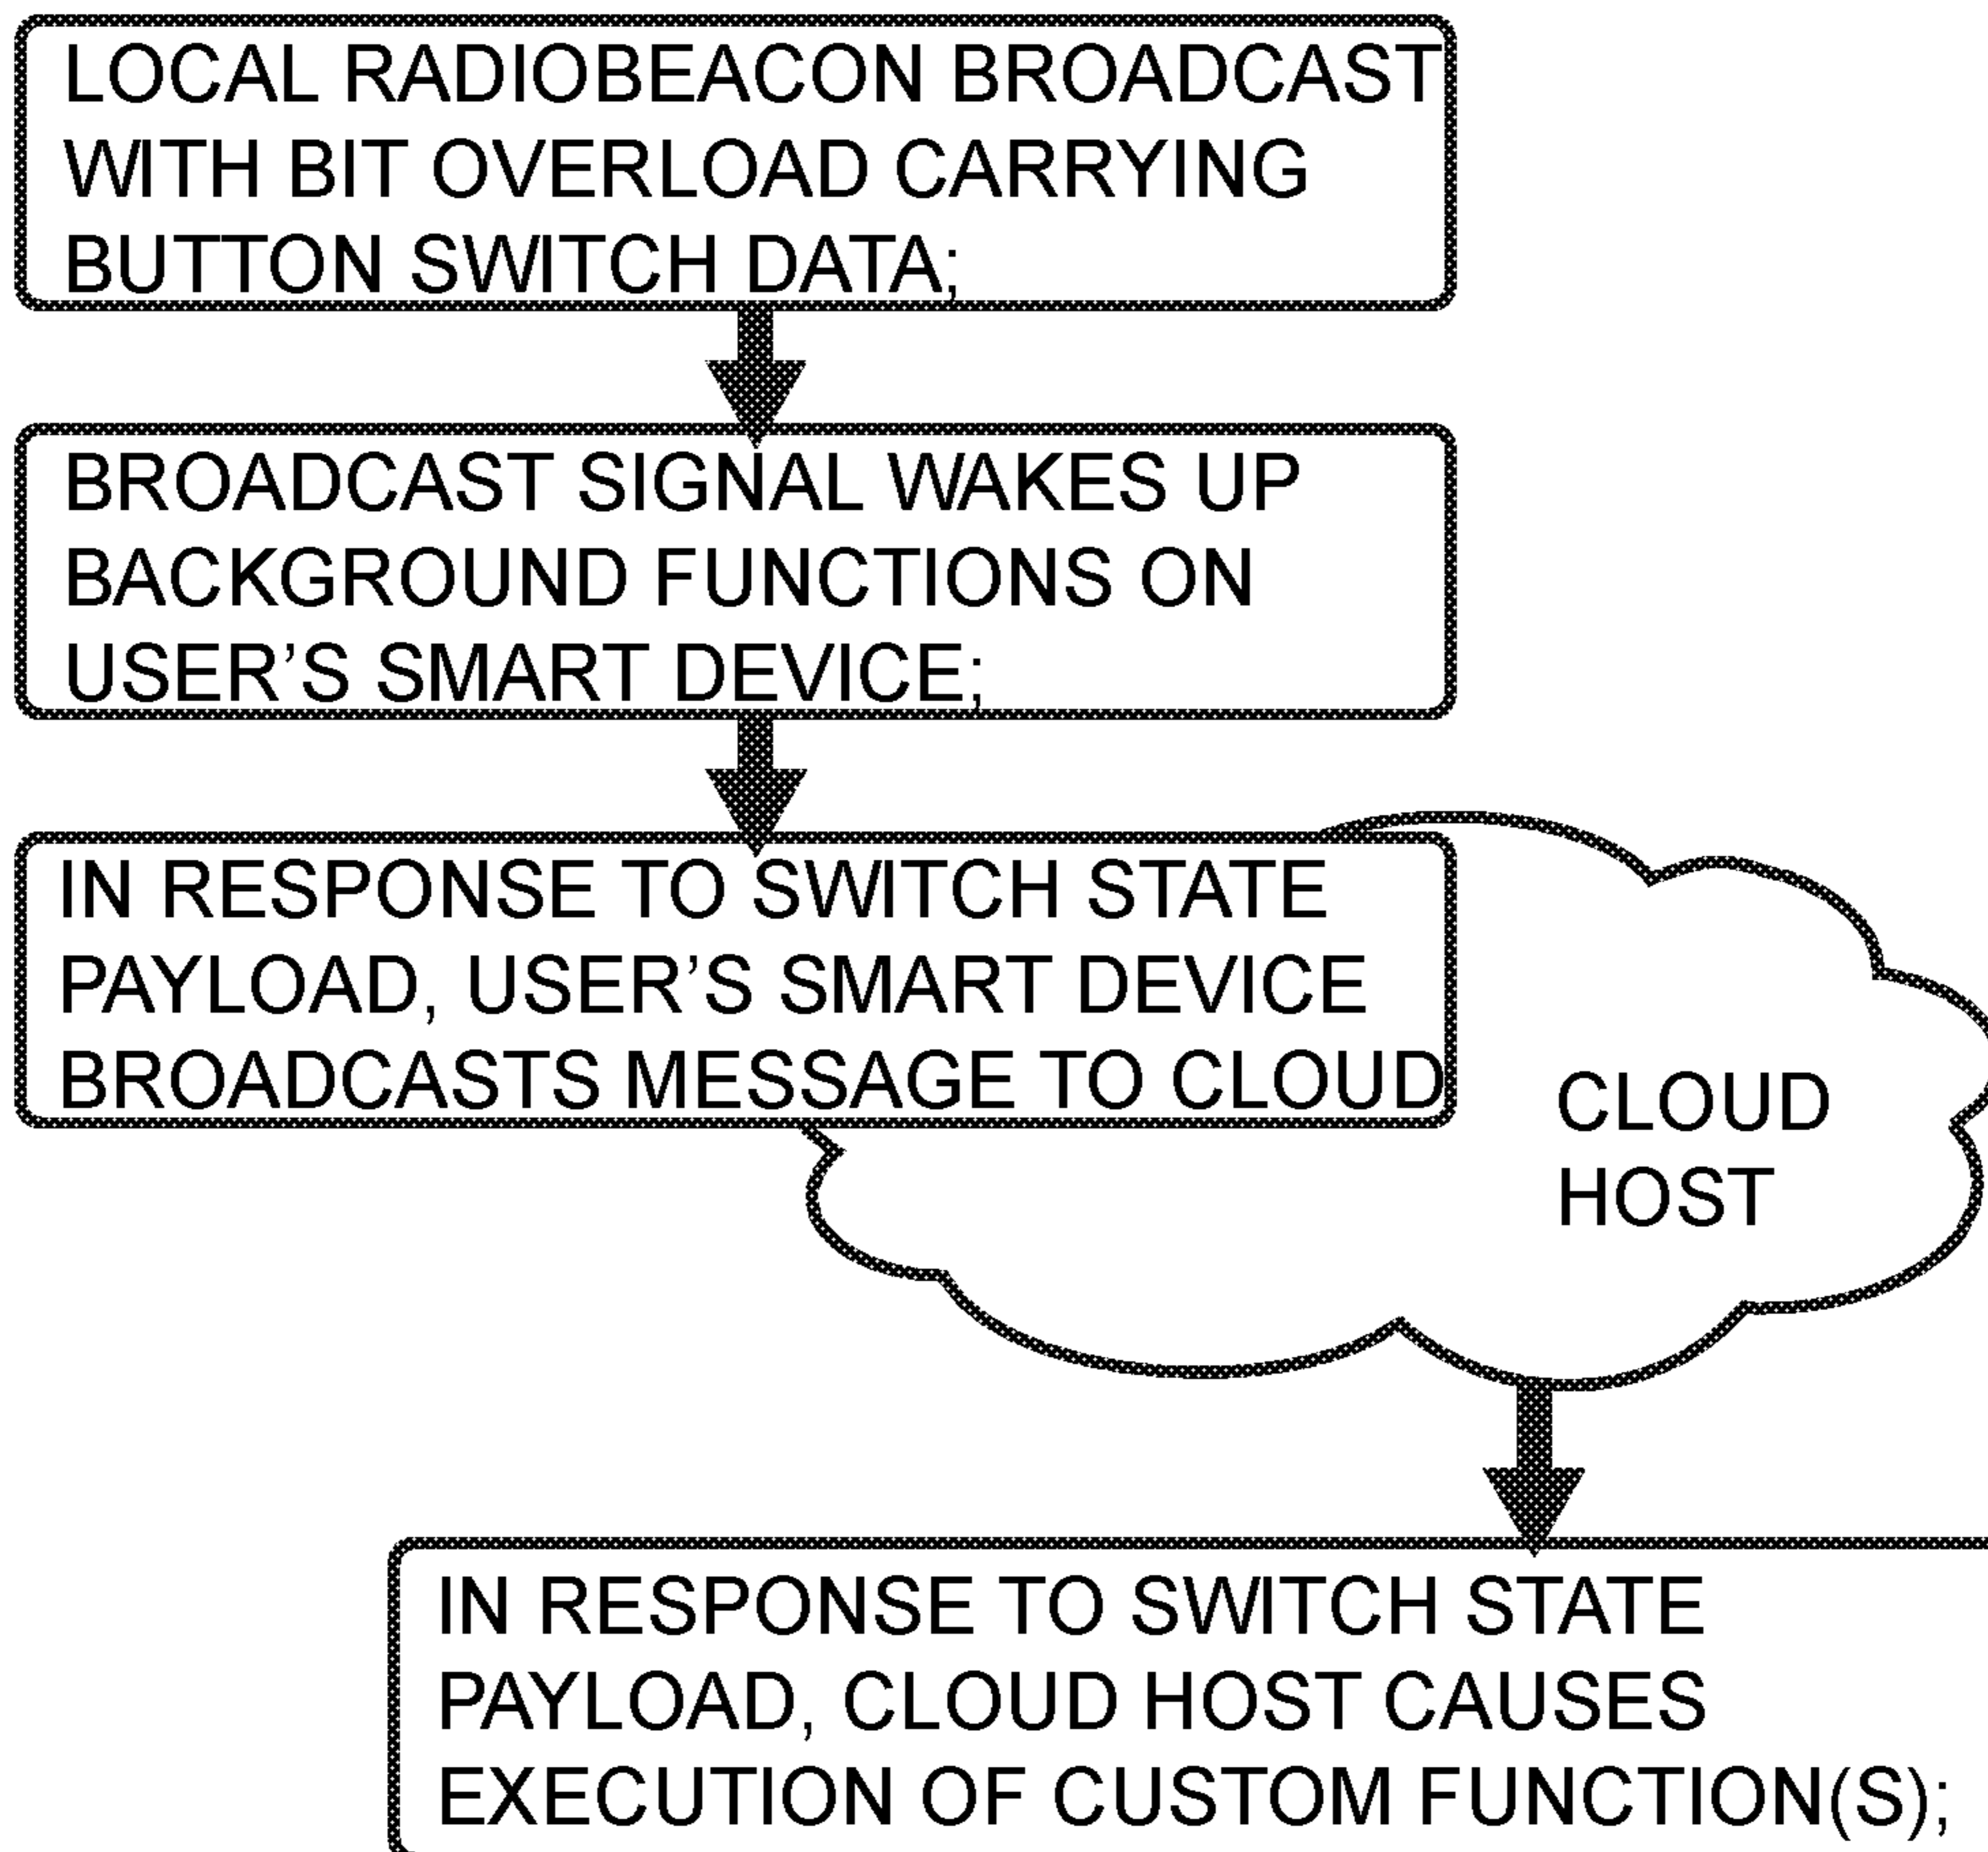 LOCAL RADIOBEACON BROADCAST
WITH BIT OVERLOAD CARRYING
BUTTON SWITCH DATA;
BROADCAST SIGNAL WAKES UP
BACKGROUND FUNCTIONS ON
USER’S SMART DEVICE;
IN RESPONSE TO SWITCH STATE
PAYLOAD, USER’S SMART DEVICE
BROADCASTS MESSAGE TO CLOUD
CLOUD
HOST
IN RESPONSE TO SWITCH STATE
PAYLOAD, CLOUD HOST CAUSES
EXECUTION OF CUSTOM FUNCTION(S);